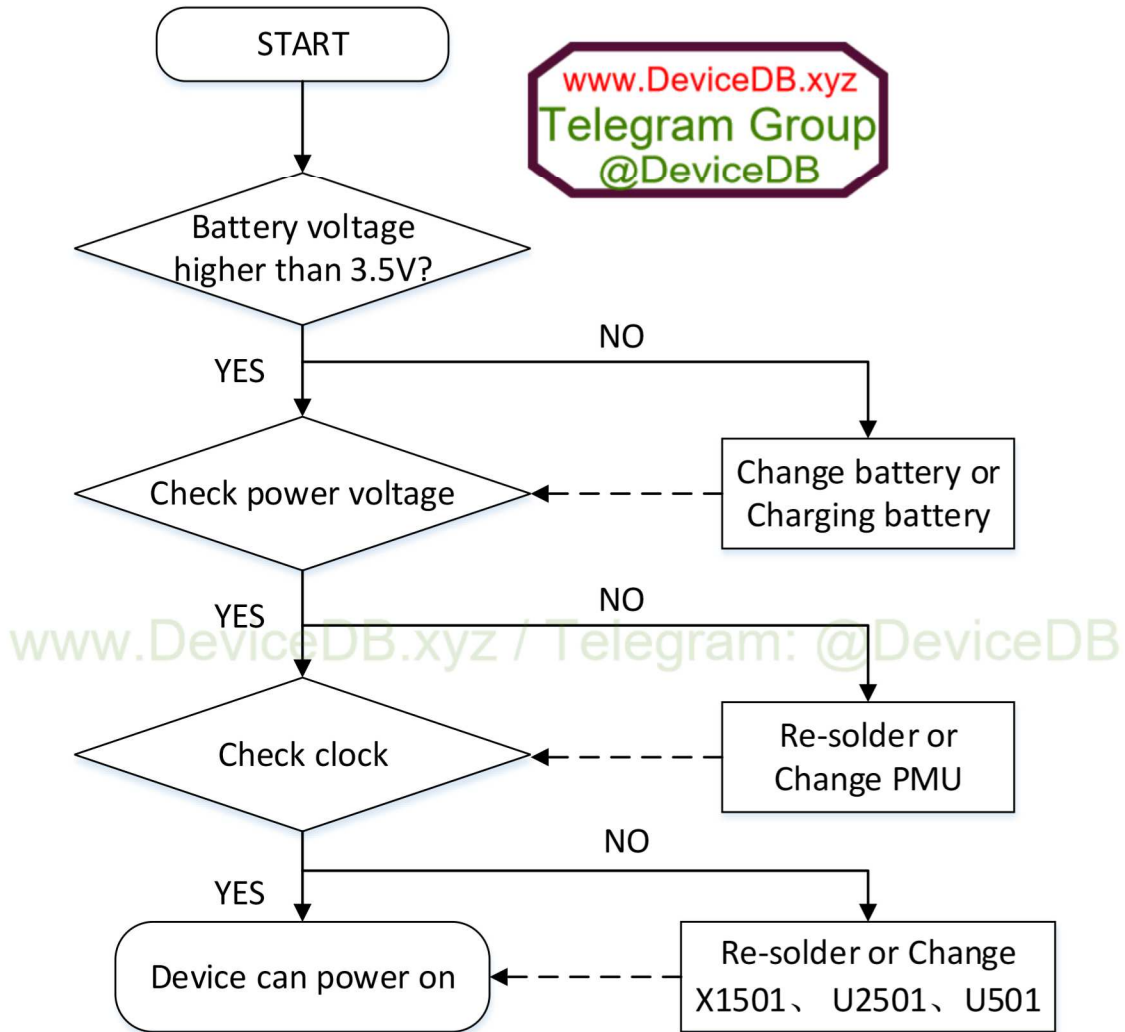 START
www.DeviceDB.xyz
Telegram Group
@DeviceDB
Battery voltage
higher than 3.5V?
NO
YES
Check power voltage
Change battery or
Charging battery
YES
NO
www.DeviceDB.xyz / Telegram: @DeviceDB
Check clock
Re-solder or
Change PMU
NO
YES
Device can power on
Re-solder or Change
X1501、 U2501、U501